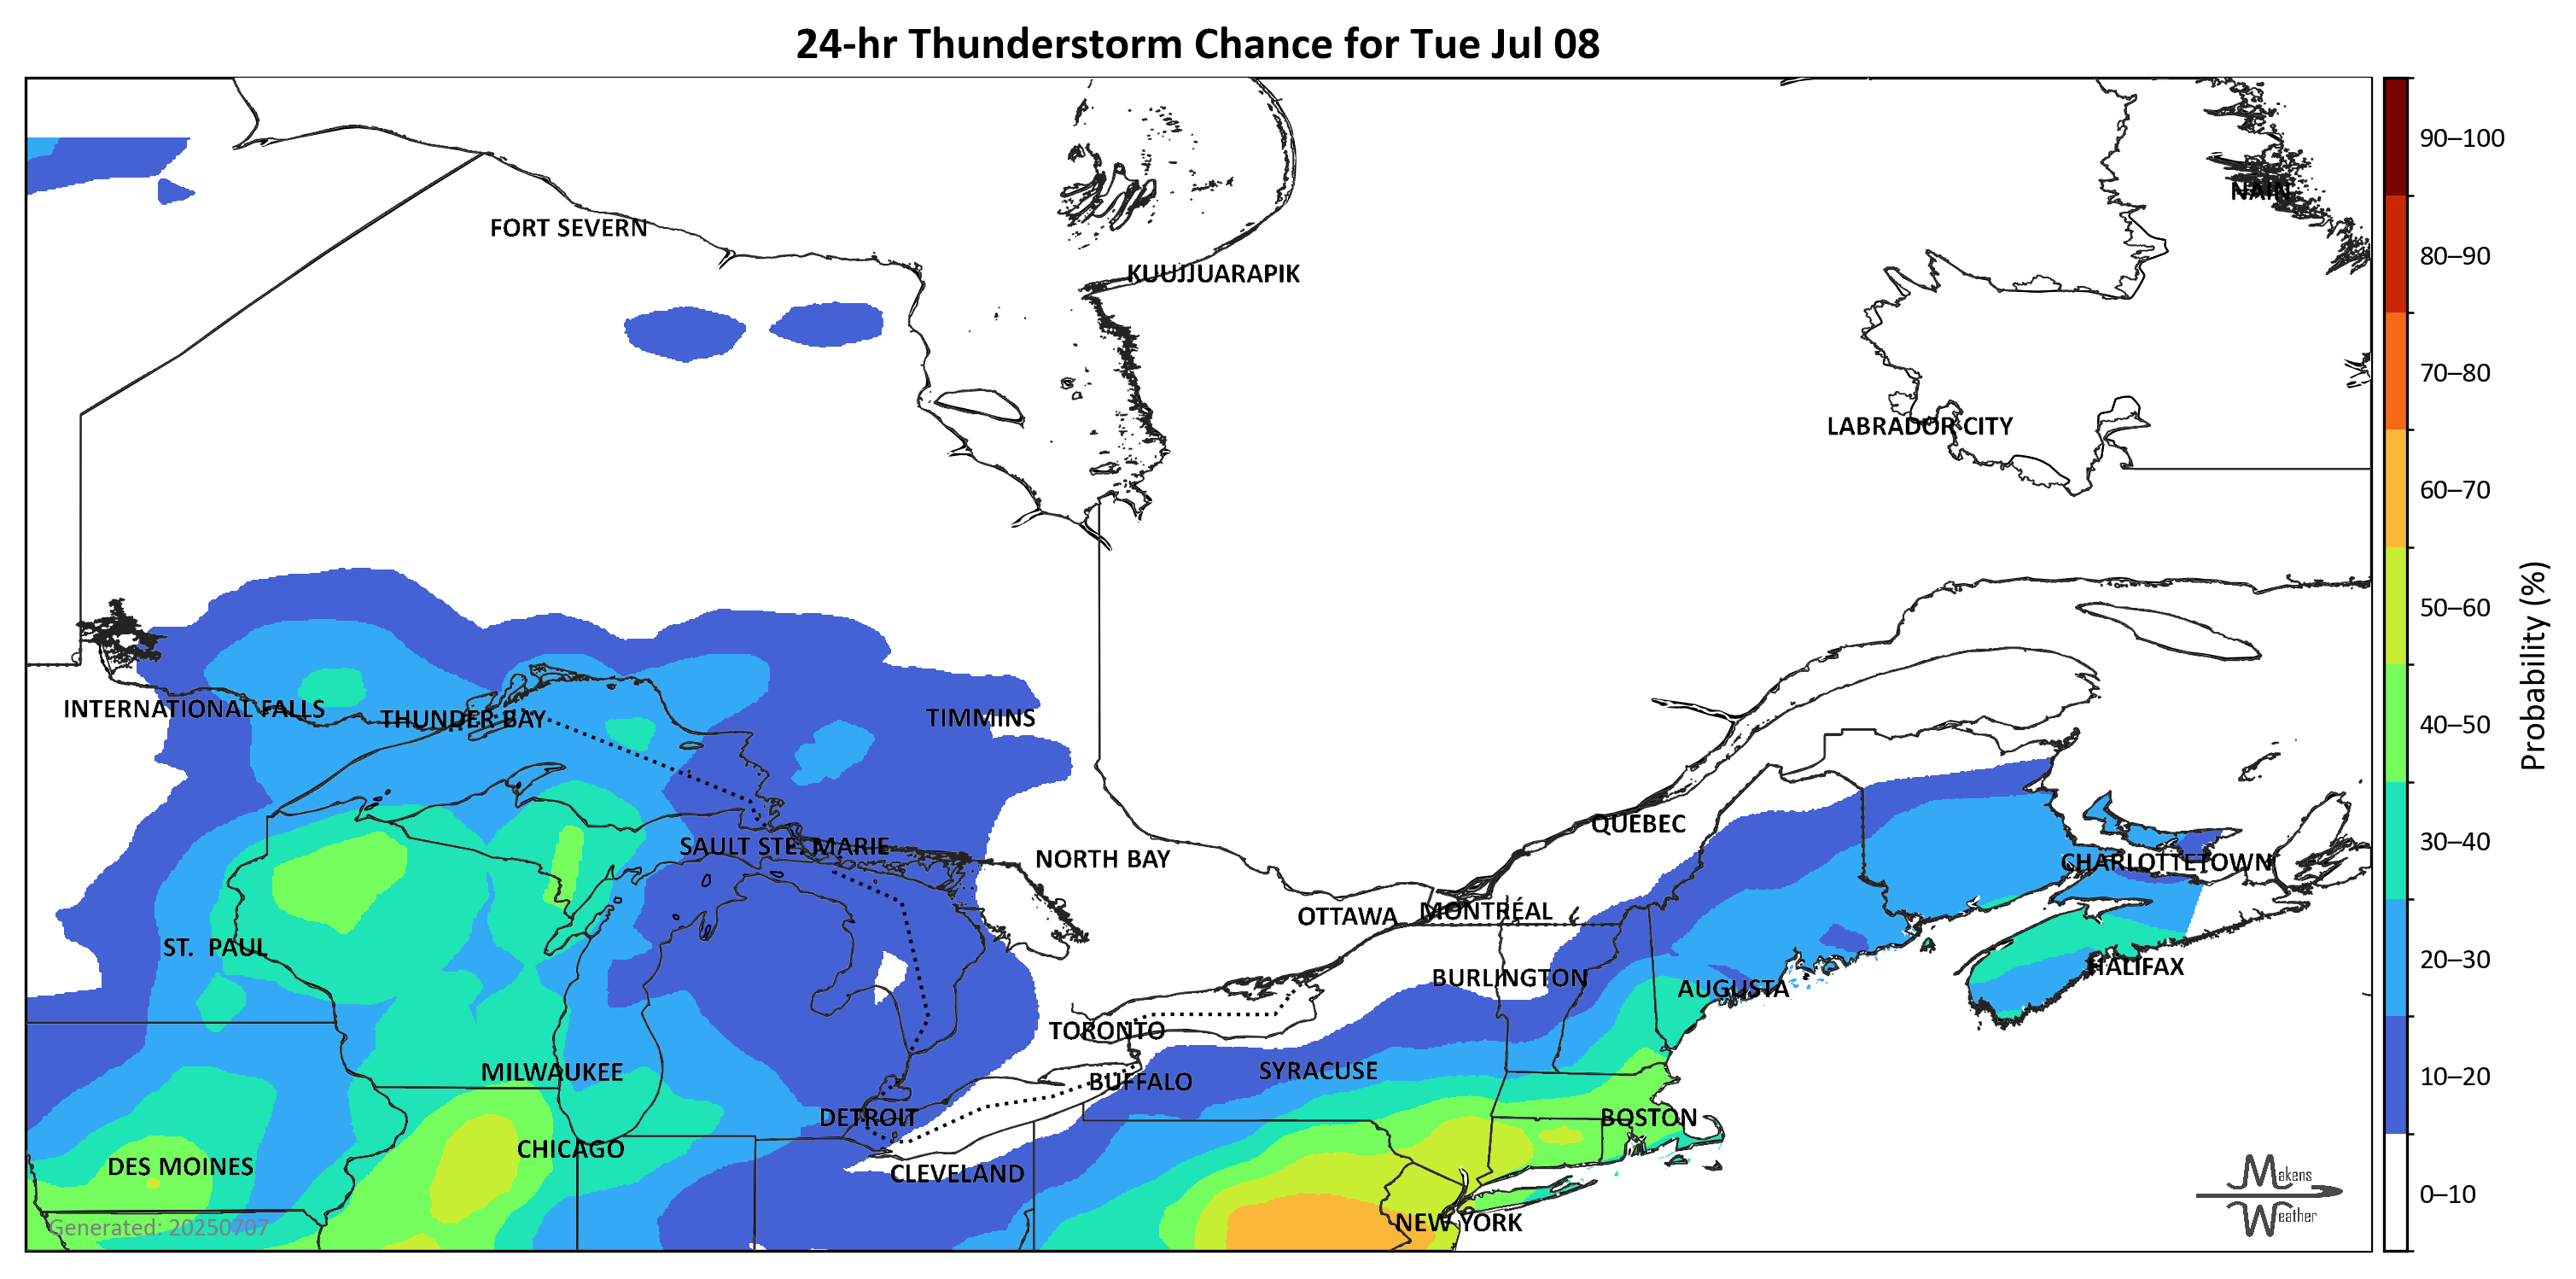 24-hr Thunderstorm Chance for Tue Jul 08
90–100
NAIN
FORT SEVERN
80–90
KUUJJUARAPIK
70–80
LABRADOR CITY
60–70
50–60
INTERNATIONAL FALLS
THUNDER BAY
TIMMINS
40–50
Probability (%)
QUEBEC
SAULT STE. MARIE
NORTH BAY
CHARLOTTETOWN
30–40
OTTAWA
MONTRÉAL
ST. PAUL
HALIFAX
20–30
BURLINGTON
AUGUSTA
TORONTO
MILWAUKEE
SYRACUSE
BUFFALO
10–20
DETROIT
BOSTON
CHICAGO
DES MOINES
CLEVELAND
Makens
Weather
0–10
NEW YORK
Generated: 20250707